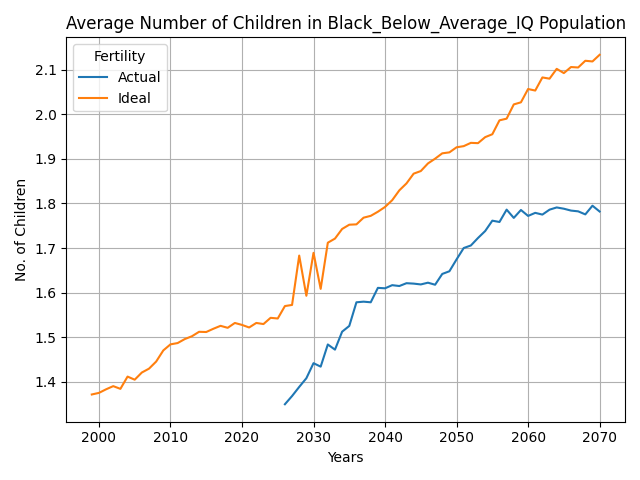 Average Number of Children in Black_Below_Average_IQ Population
Fertility
Actual
Ideal
No. of Children
2.1
2.0
1.9
1.8
1.7
1.6
1.5
1.4
2000 2010 2020 2030 2040 2050 2060 2070
Years